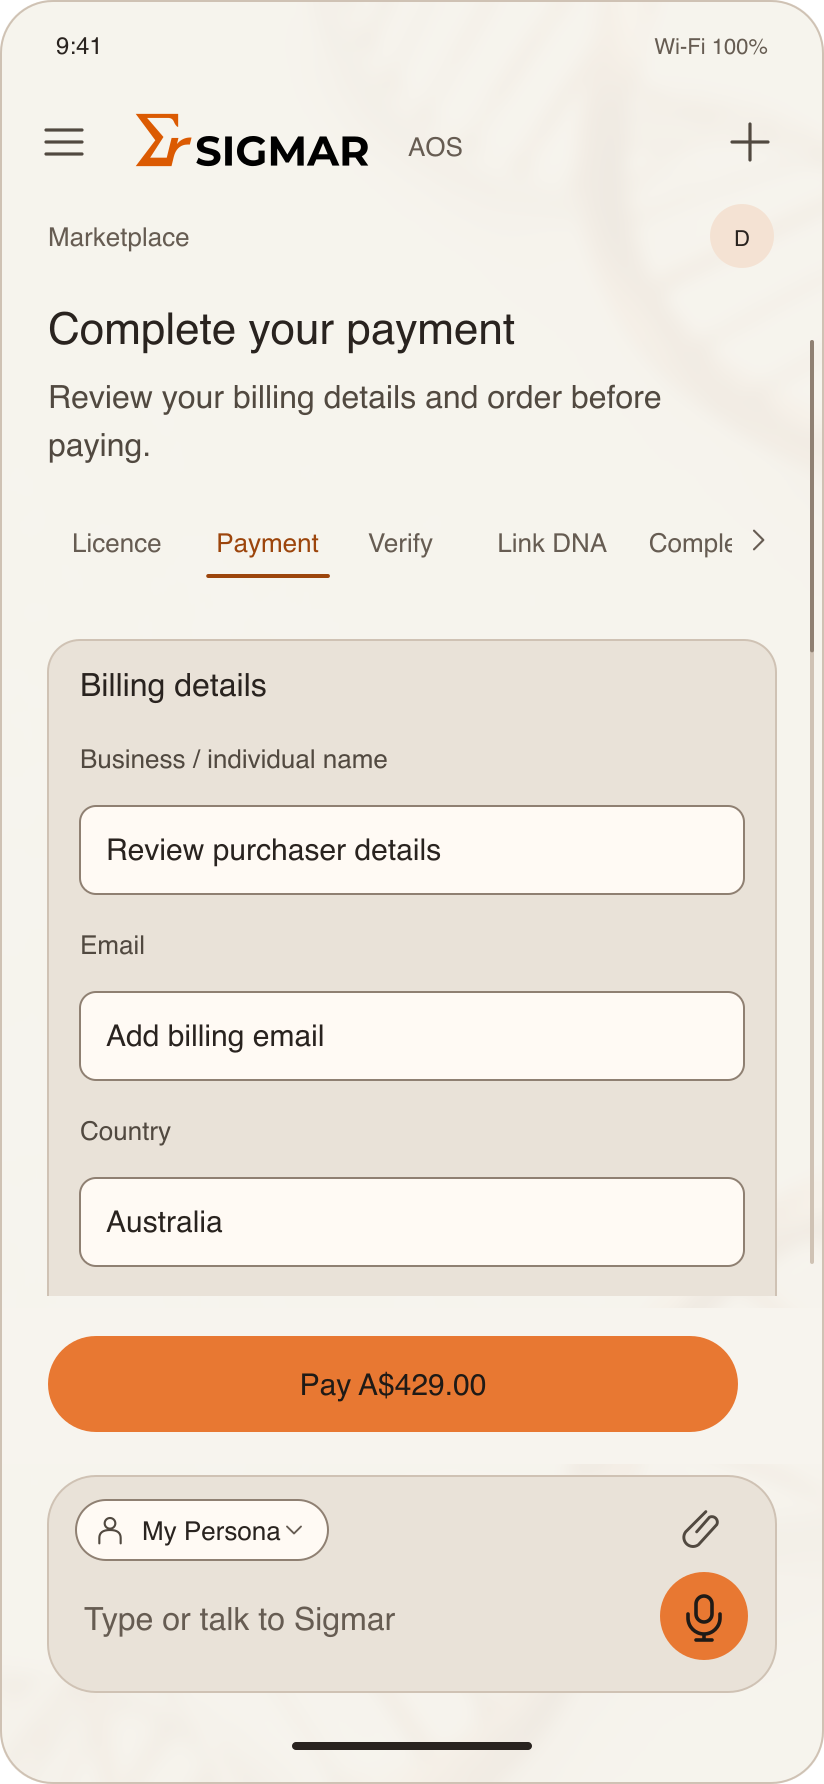 9:41
Wi-Fi 100%
Σr SIGMAR AOS
Marketplace
D
Complete your payment
Review your billing details and order before
paying.
Licence Payment Verify Link DNA Comple
Billing details
Business / individual name
Review purchaser details
Email
Add billing email
Country
Australia
Pay A$429.00
My Persona
Type or talk to Sigmar